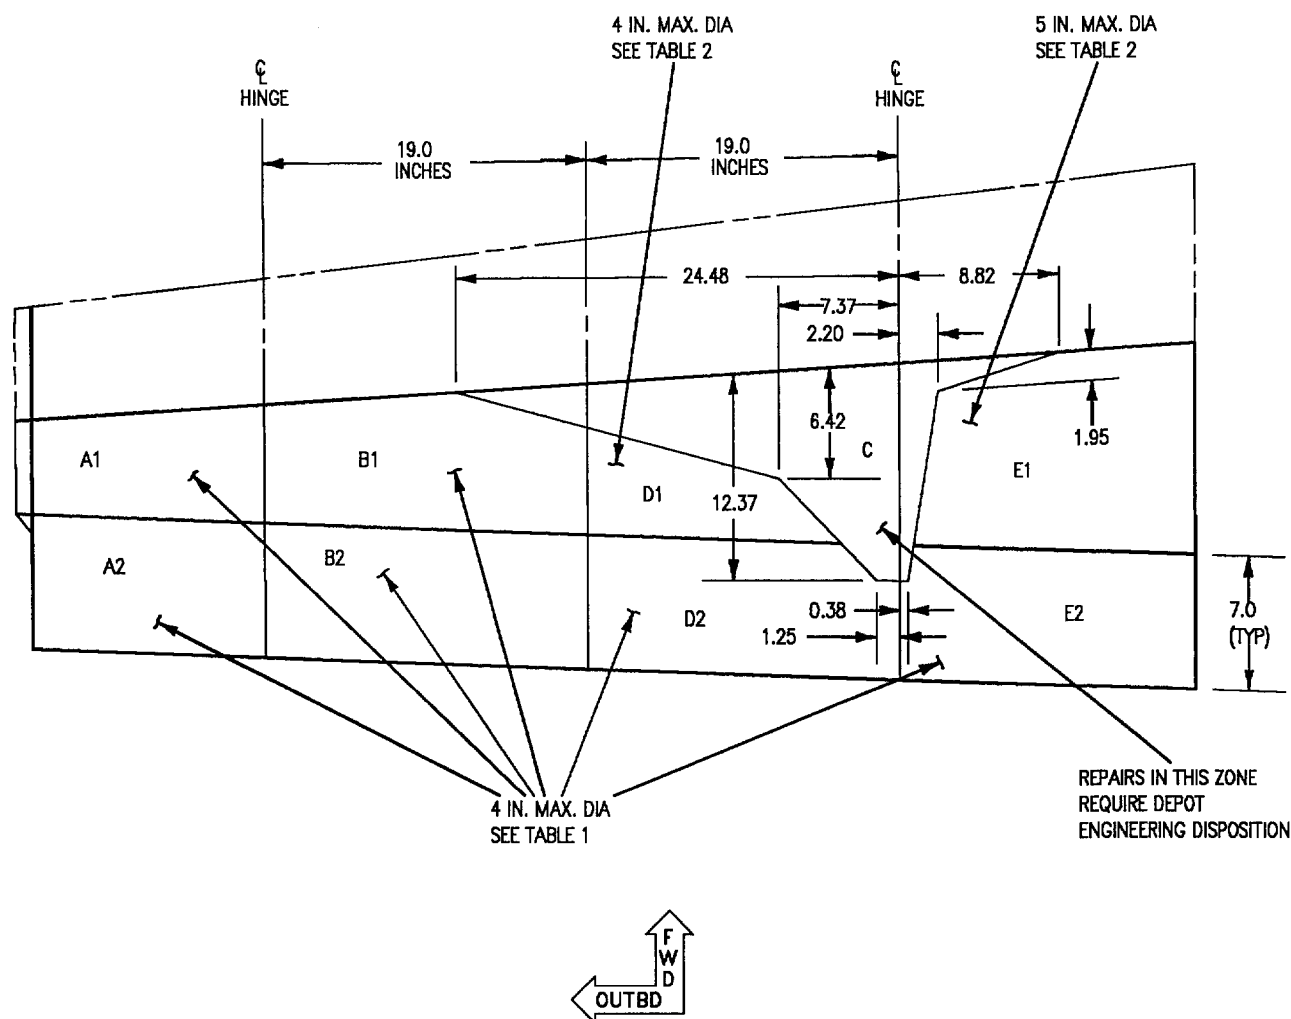 4 IN. MAX. DIA
SEE TABLE 2
5 IN. MAX. DIA
SEE TABLE 2
℄
HINGE
℄
HINGE
19.0
INCHES
19.0
INCHES
24.48
8.82
7.37
2.20
6.42
1.95
12.37
A1
B1
C
D1
E1
A2
B2
D2
E2
0.38
1.25
7.0
(TYP)
4 IN. MAX. DIA
SEE TABLE 1
REPAIRS IN THIS ZONE
REQUIRE DEPOT
ENGINEERING DISPOSITION
FWD
OUTBD